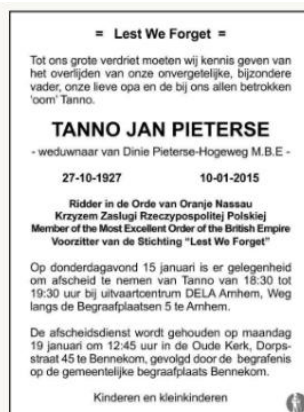 = Lest We Forget =
Tot ons grote verdriet moeten wij kennis geven van
het overlijden van onze onvergetelijke, bijzondere
vader, onze lieve opa en de bij ons allen betrokken
'oom' Tanno.
TANNO JAN PIETERSE
- weduwnaar van Dinie Pieterse-Hogeweg M.B.E -
27-10-1927 10-01-2015
Ridder in de Orde van Oranje Nassau
Krzyzem Zaslugi Rzeczypospolitej Polskiej
Member of the Most Excellent Order of the British Empire
Voorzitter van de Stichting “Lest We Forget”
Op donderdagavond 15 januari is er gelegenheid
om afscheid te nemen van Tanno van 18:30 tot
19:30 uur bij uitvaartcentrum DELA Arnhem, Weg
langs de Begraafplaatsen 5 te Arnhem.
De afscheidsdienst wordt gehouden op maandag
19 januari om 12:45 uur in de Oude Kerk, Dorps-
straat 45 te Bennekom, gevolgd door de begrafenis
op de gemeentelijke begraafplaats Bennekom.
Kinderen en kleinkinderen